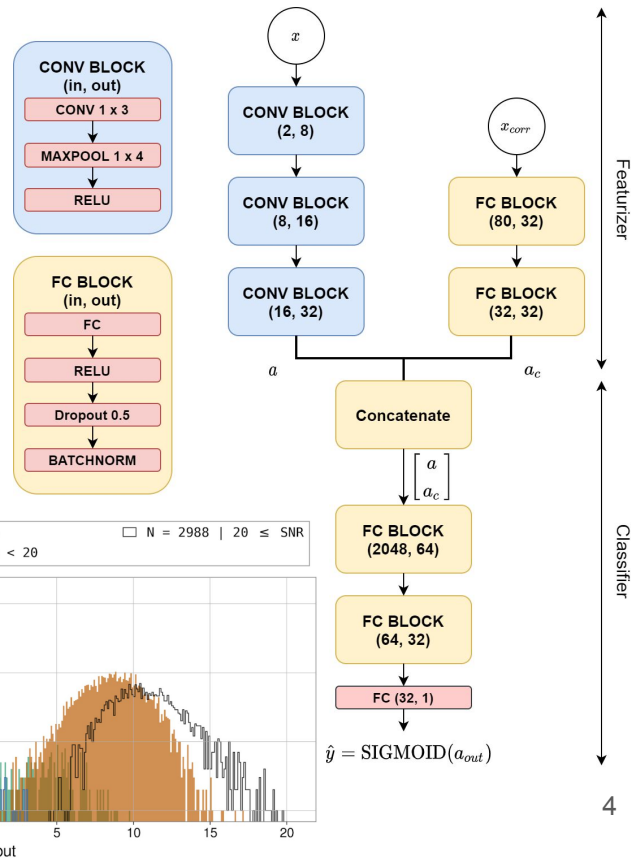 CONV BLOCK
(in, out)
CONV 1 x 3
MAXPOOL 1 x 4
RELU
FC BLOCK
(in, out)
FC
RELU
Dropout 0.5
BATCHNORM
x
CONV BLOCK
(2, 8)
CONV BLOCK
(8, 16)
CONV BLOCK
(16, 32)
a
x_{corr}
FC BLOCK
(80, 32)
FC BLOCK
(32, 32)
a_c
Featurizer
Concatenate
[a
a_c]
FC BLOCK
(2048, 64)
FC BLOCK
(64, 32)
FC (32, 1)
ŷ = SIGMOID(a_{out})
Classifier
N = 2988 | 20 ≤ SNR
< 20
5 10 15 20
4